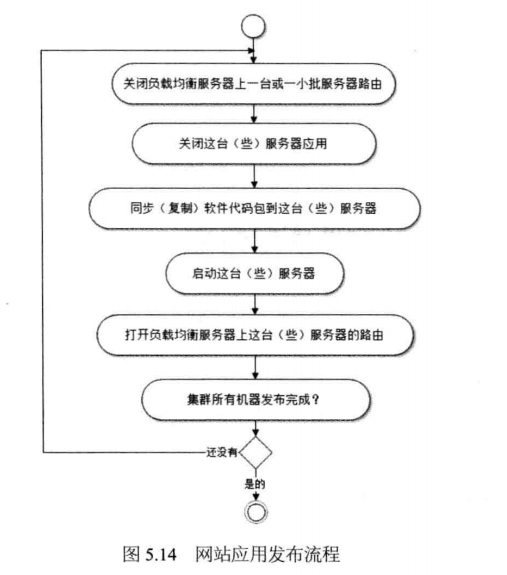 关闭负载均衡服务器上一台或一小批服务器路由
关闭这台（些）服务器应用
同步（复制）软件代码包到这台（些）服务器
启动这台（些）服务器
打开负载均衡服务器上这台（些）服务器的路由
集群所有机器发布完成？
还没有
是的
图 5.14 网站应用发布流程